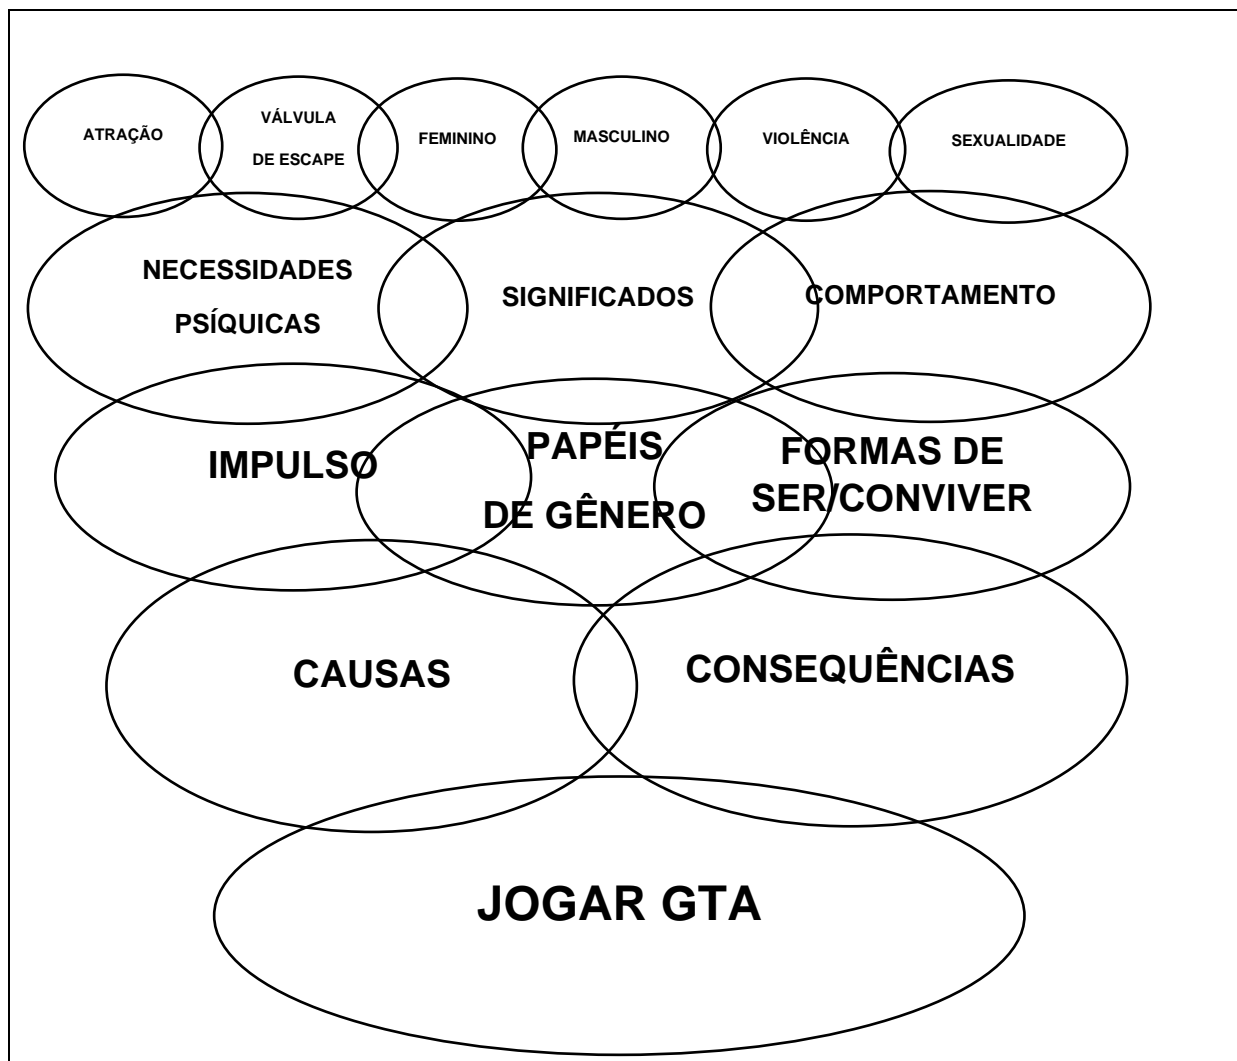 ATRAÇÃO
VÁLVULA
DE ESCAPE
FEMININO
MASCULINO
VIOLÊNCIA
SEXUALIDADE
NECESSIDADES
PSÍQUICAS
SIGNIFICADOS
COMPORTAMENTO
IMPULSO
PAPÉIS
DE GÊNERO
FORMAS DE
SER/CONVIVER
CAUSAS
CONSEQUÊNCIAS
JOGAR GTA